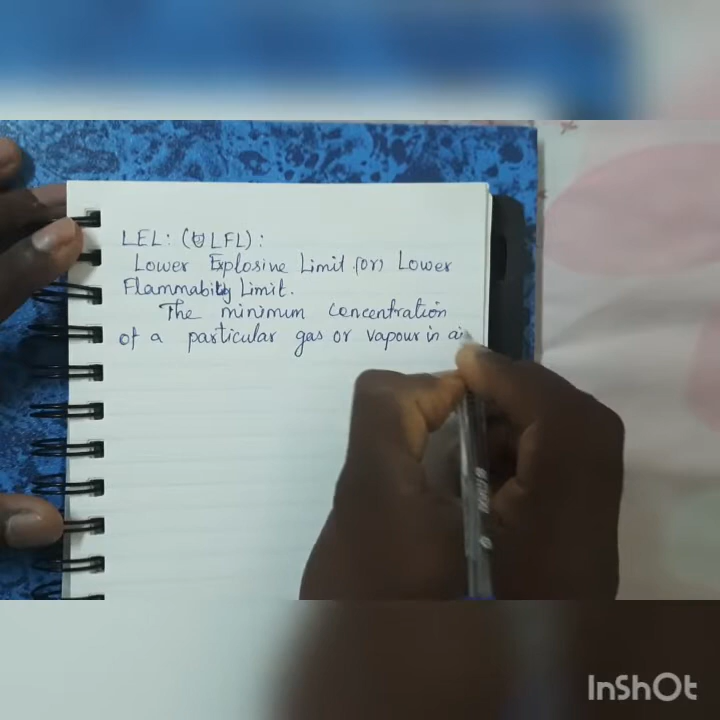 LEL: (LFL):
Lower Explosive Limit (or) Lower
Flammability Limit.
The minimum concentration
of a particular gas or vapour in ai
InShOt